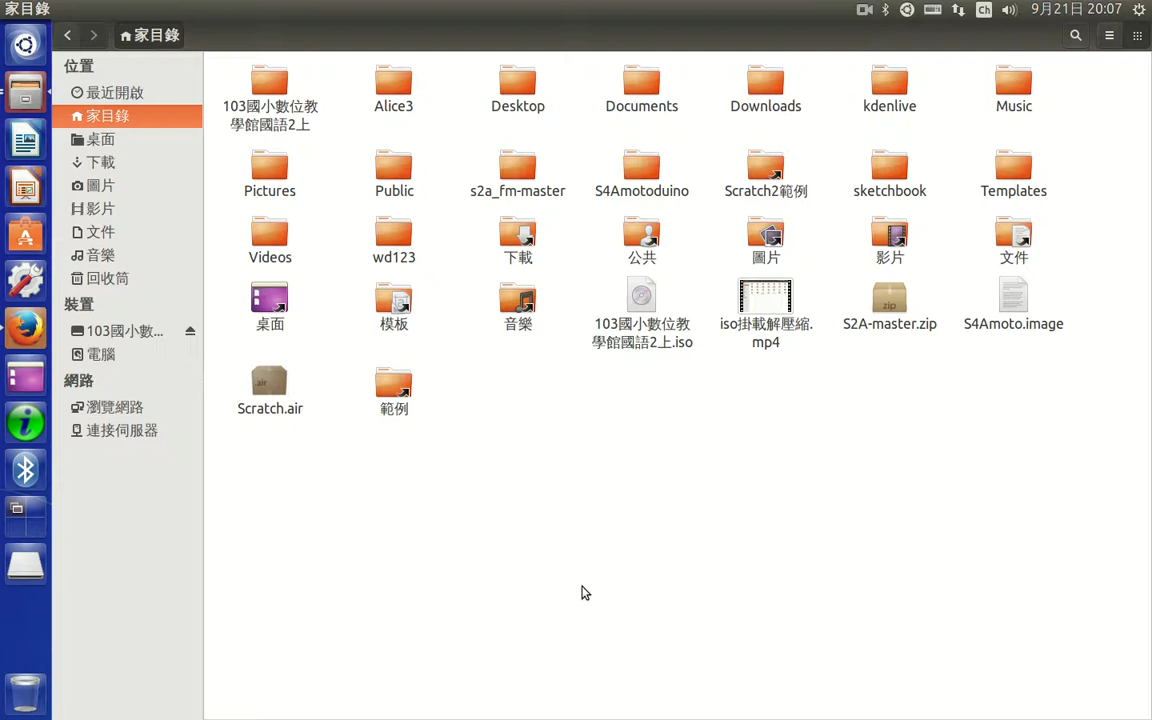 家目錄
Ch
9月21日 20:07
家目錄
位置
最近開啟
家目錄
桌面
下載
圖片
影片
文件
音樂
回收筒
裝置
103國小數...
電腦
網路
瀏覽網路
連接伺服器
103國小數位教
學館國語2上
Alice3
Desktop
Documents
Downloads
kdenlive
Music
Pictures
Public
s2a_fm-master
S4Amotoduino
Scratch2範例
sketchbook
Templates
Videos
wd123
下載
公共
圖片
影片
文件
桌面
模板
音樂
103國小數位教
學館國語2上.iso
iso掛載解壓縮.
mp4
zip
S2A-master.zip
S4Amoto.image
.air
Scratch.air
範例